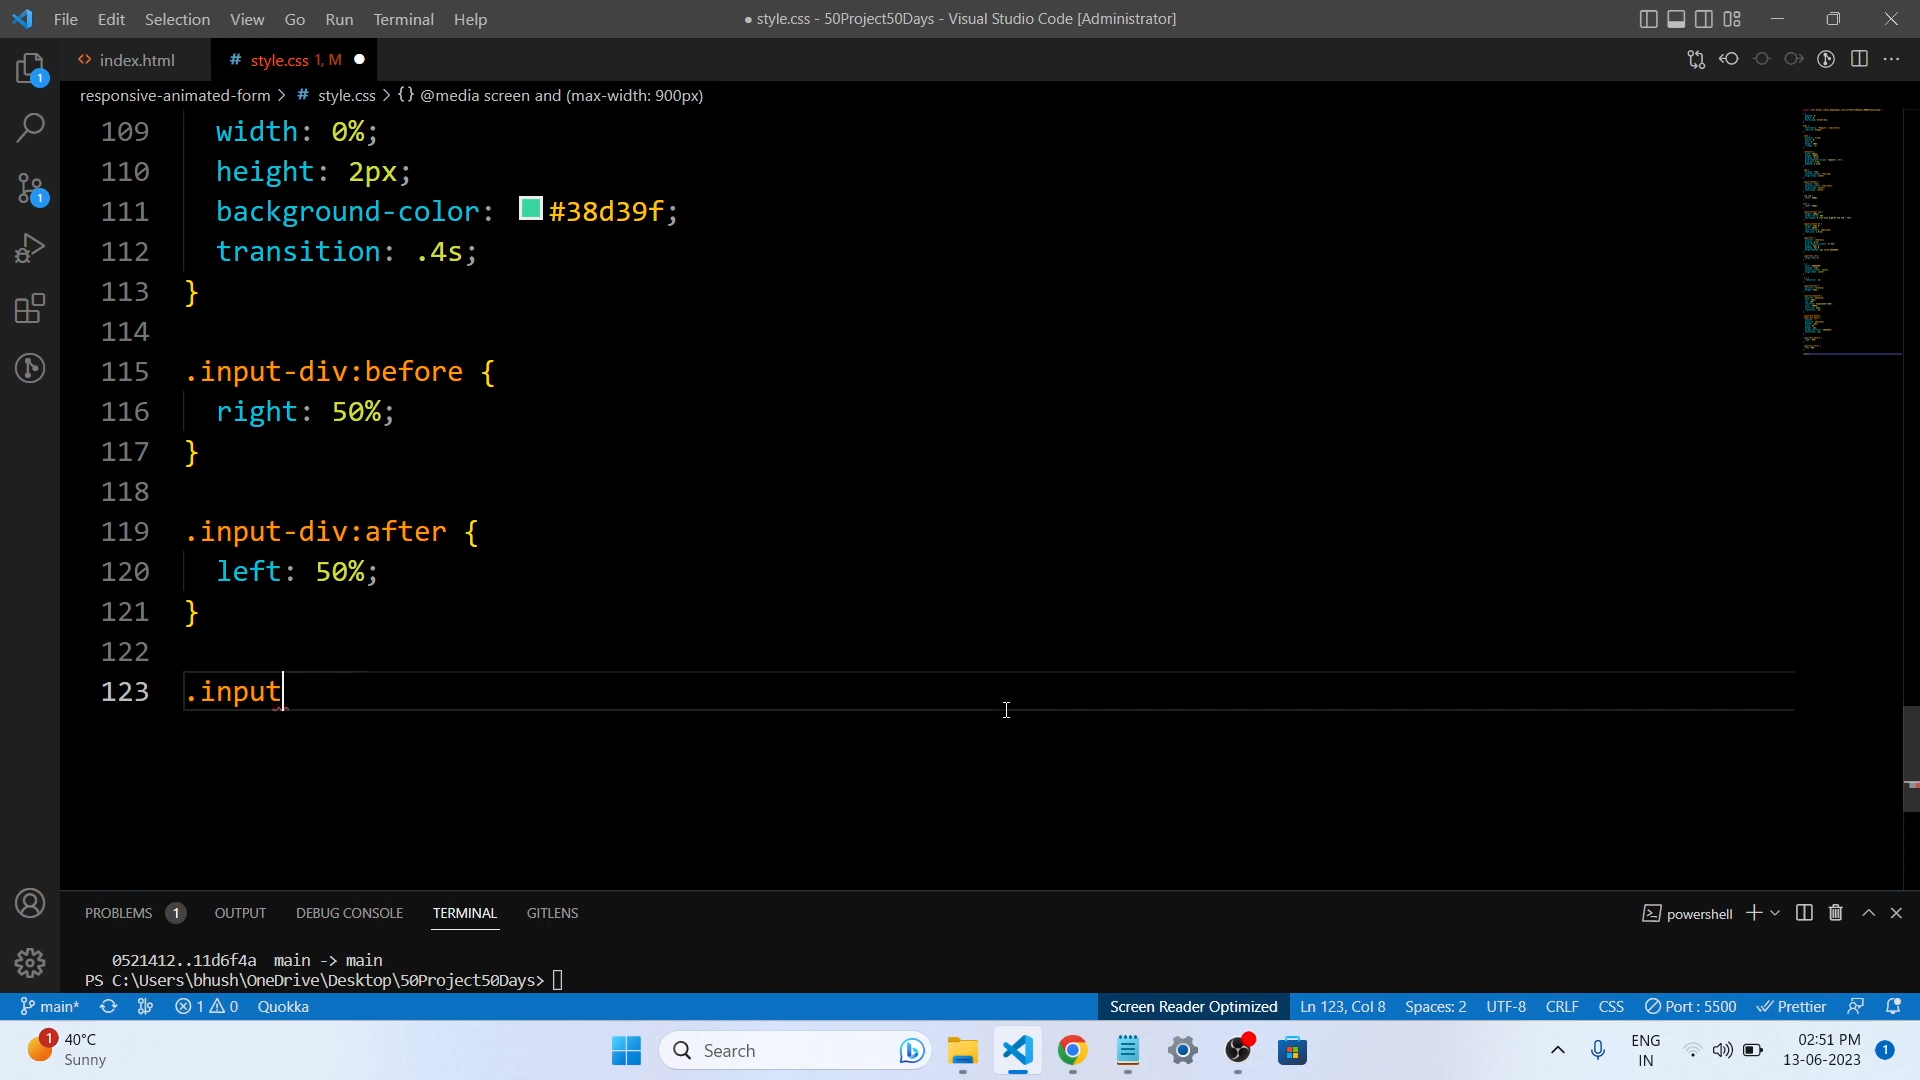 File Edit Selection View Go Run Terminal Help
● style.css - 50Project50Days - Visual Studio Code [Administrator]
index.html
# style.css 1, M
responsive-animated-form > # style.css > {} @media screen and (max-width: 900px)
109 width: 0%;
110 height: 2px;
111 background-color: #38d39f;
112 transition: .4s;
113 }
114
115 .input-div:before {
116 right: 50%;
117 }
118
119 .input-div:after {
120 left: 50%;
121 }
122
123 .input
PROBLEMS 1 OUTPUT DEBUG CONSOLE TERMINAL GITLENS
powershell
0521412..11d6f4a main -> main
PS C:\Users\bhush\OneDrive\Desktop\50Project50Days>
main* 1 0 Quokka
Screen Reader Optimized Ln 123, Col 8 Spaces: 2 UTF-8 CRLF CSS Port : 5500 Prettier
1 40°C
Sunny
Search
ENG
IN
02:51 PM
13-06-2023
1